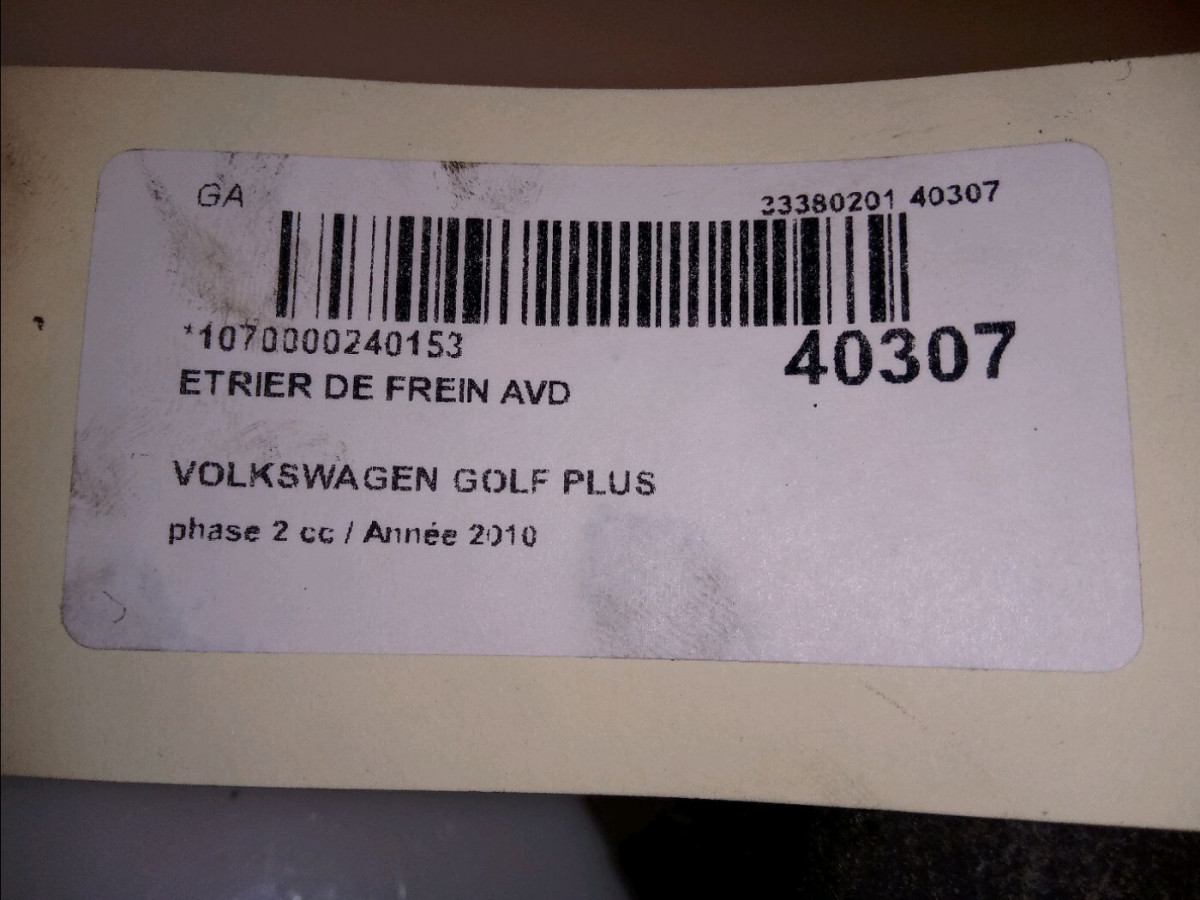 GA 33380201 40307
*1070000240153 40307
ETRIER DE FREIN AVD
VOLKSWAGEN GOLF PLUS
phase 2 cc / Année 2010